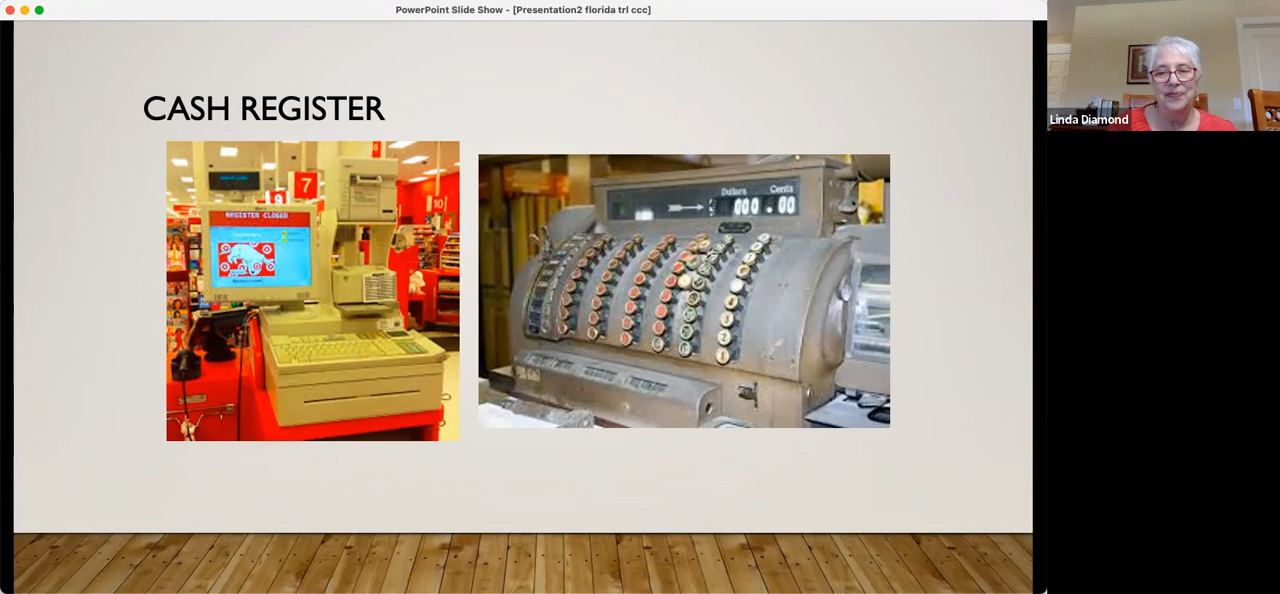 PowerPoint Slide Show - [Presentation2 florida trl ccc]
CASH REGISTER
8
7
9
10
REGISTER CLOSED
Dollars Cents
000 . 00
Linda Diamond